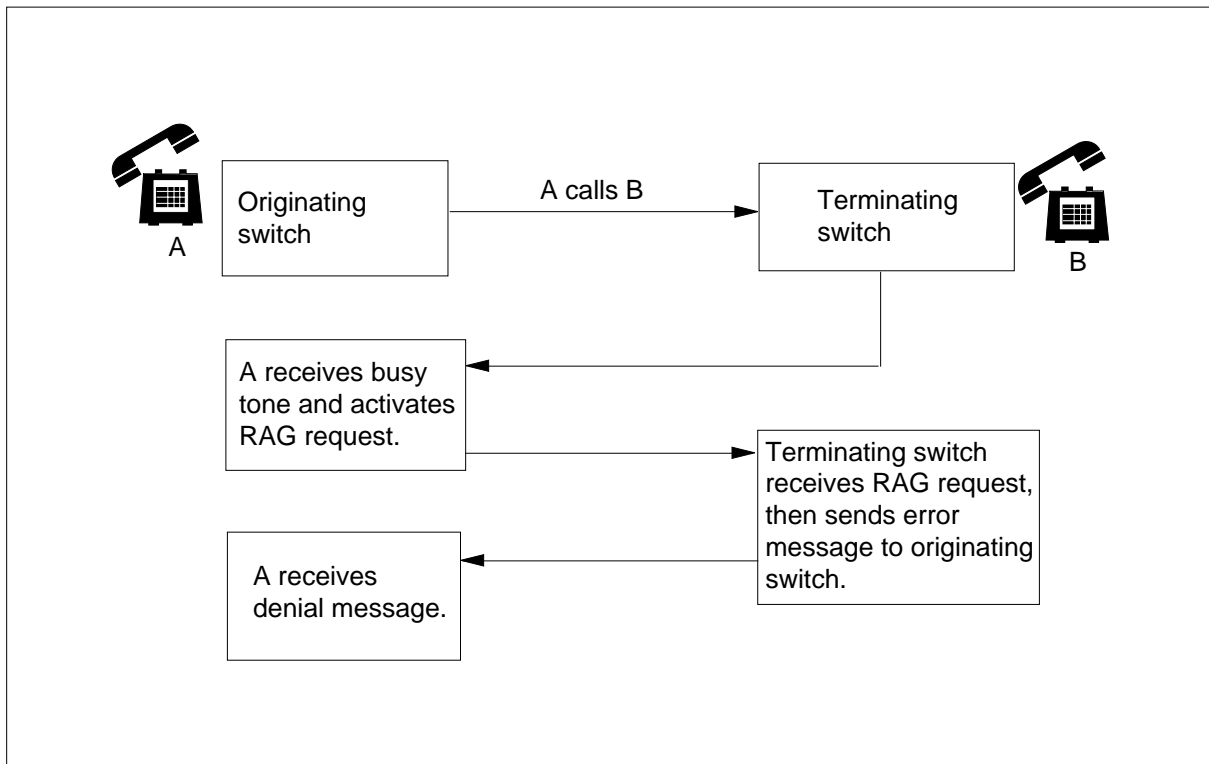 A calls B
Originating
switch
Terminating
switch
A
B
A receives busy
tone and activates
RAG request.
Terminating switch
receives RAG request,
then sends error
message to originating
switch.
A receives
denial message.